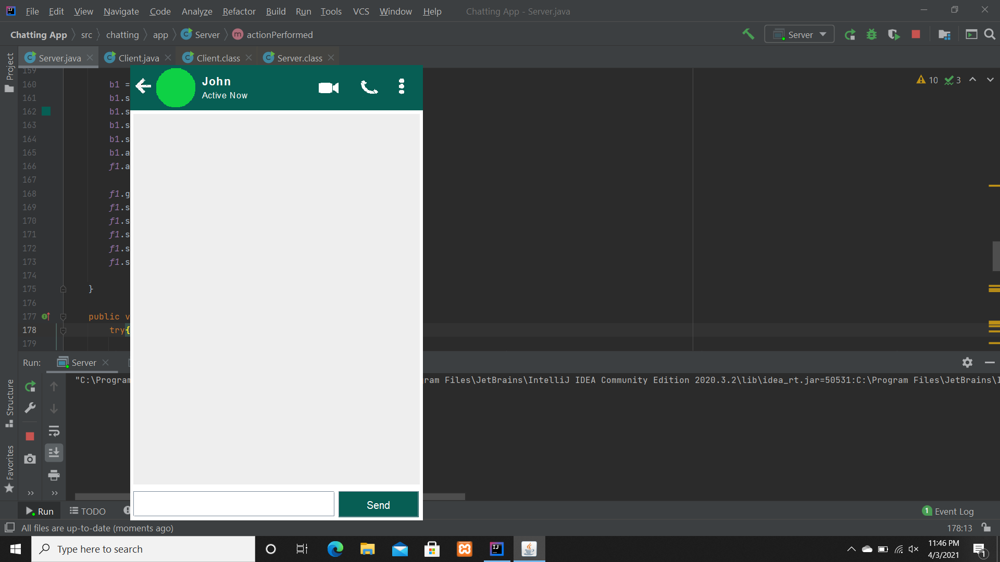 File Edit View Navigate Code Analyze Refactor Build Run Tools VCS Window Help Chatting App - Server.java
Chatting App src chatting app Server actionPerformed
Server
Project
Server.java Client.java Client.class Server.class
10 3
159
160 b1 =
161 b1.s
162 b1.s
163 b1.s
164 b1.s
165 b1.a
166 f1.a
167
168 f1.g
169 f1.s
170 f1.s
171 f1.s
172 f1.s
173 f1.s
174
175 }
176
177 public v
178 try{
179
John
Active Now
Send
Run: Server
"C:\Program
ram Files\JetBrains\IntelliJ IDEA Community Edition 2020.3.2\lib\idea_rt.jar=50531:C:\Program Files\JetBrains\I
Structure
Favorites
Run TODO
1 Event Log
All files are up-to-date (moments ago)
178:13
Type here to search
11:46 PM
4/3/2021
1